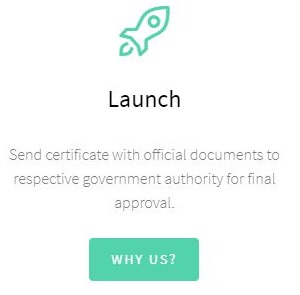 Launch
Send certificate with official documents to
respective government authority for final
approval.
WHY US?